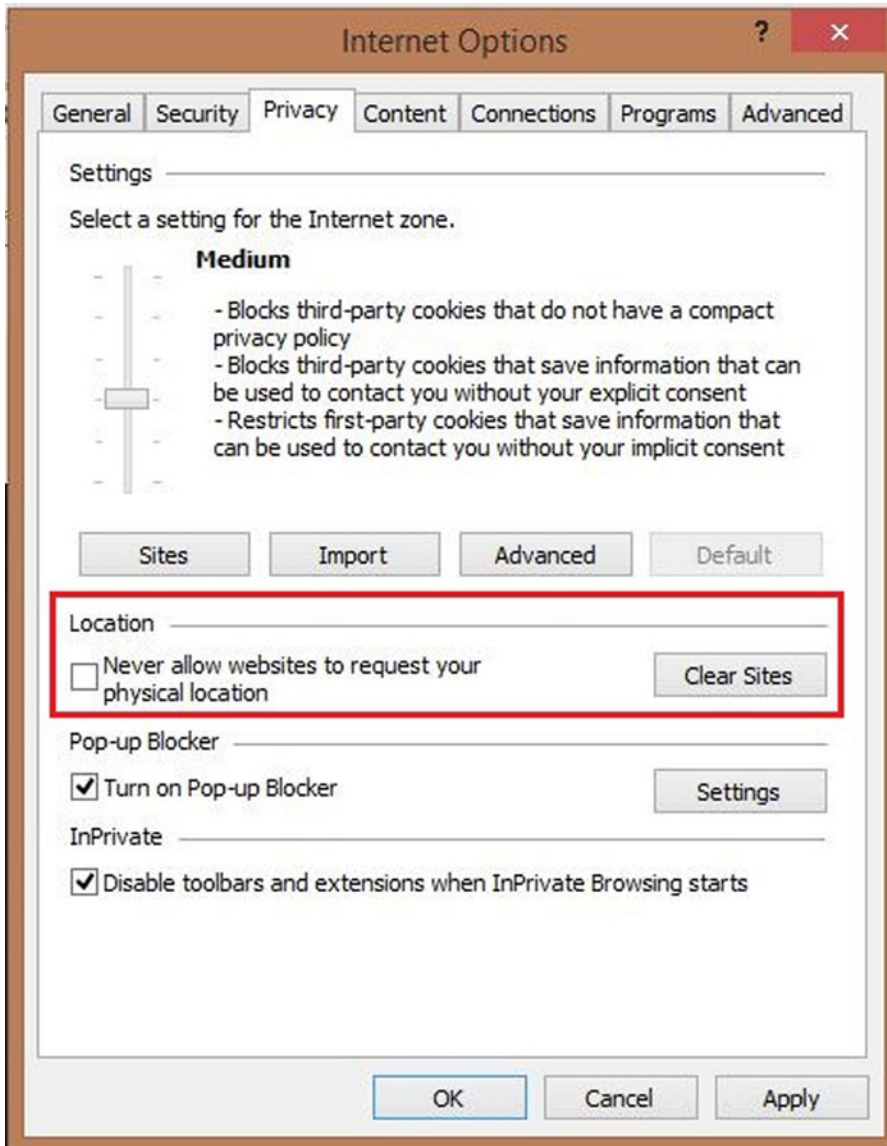 Internet Options
?
General Security Privacy Content Connections Programs Advanced
Settings
Select a setting for the Internet zone.
Medium
- Blocks third-party cookies that do not have a compact
privacy policy
- Blocks third-party cookies that save information that can
be used to contact you without your explicit consent
- Restricts first-party cookies that save information that
can be used to contact you without your implicit consent
Sites Import Advanced Default
Location
Never allow websites to request your
physical location
Clear Sites
Pop-up Blocker
Turn on Pop-up Blocker
Settings
InPrivate
Disable toolbars and extensions when InPrivate Browsing starts
OK Cancel Apply